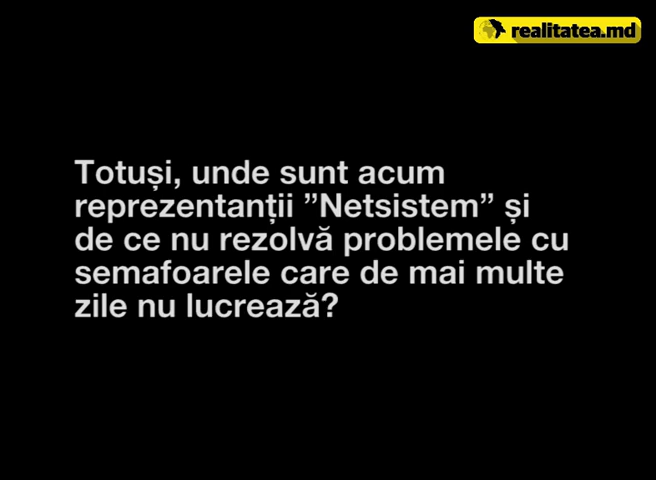 realitatea.md
Totuși, unde sunt acum
reprezentanții ”Netsistem” și
de ce nu rezolvă problemele cu
semafoarele care de mai multe
zile nu lucrează?